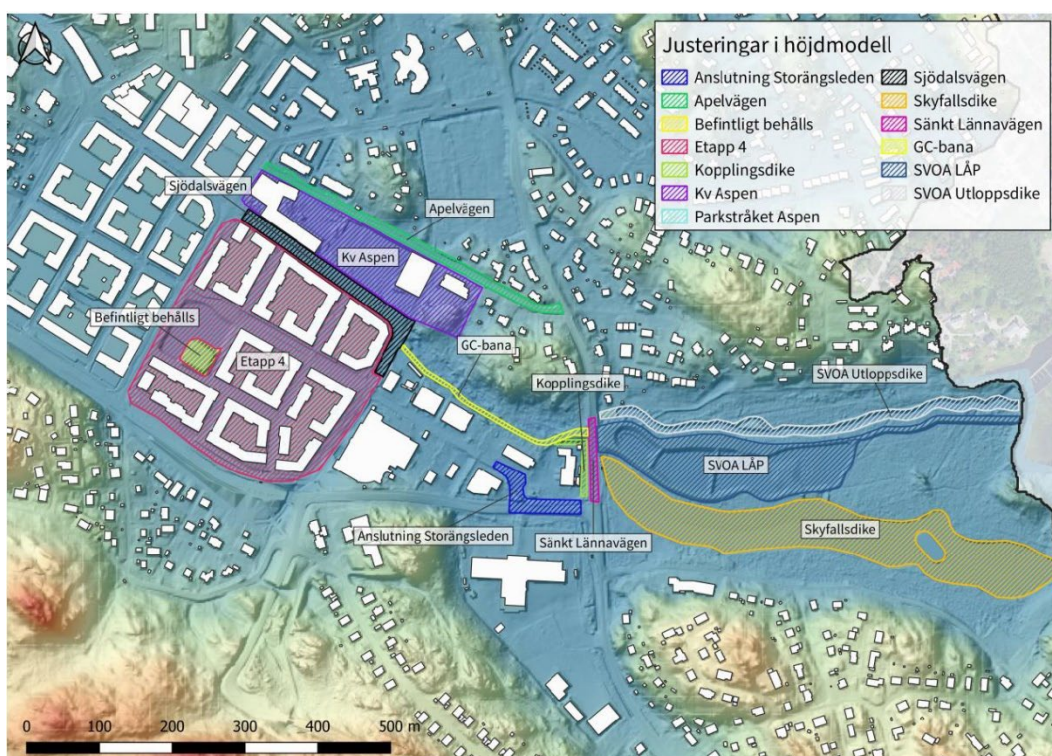 Justeringar i höjdmodell
Anslutning Storängsleden
Apelvägen
Befintligt behålls
Etapp 4
Kopplingsdike
Kv Aspen
Parkstråket Aspen
Sjödalsvägen
Skyfallsdike
Sänkt Lännavägen
GC-bana
SVOA LÅP
SVOA Utloppsdike
Sjödalsvägen
Apelvägen
Kv Aspen
Befintligt behålls
GC-bana
Etapp 4
Kopplingsdike
SVOA Utloppsdike
SVOA LÅP
Skyfallsdike
Anslutning Storängsleden
Sänkt Lännavägen
0 100 200 300 400 500 m